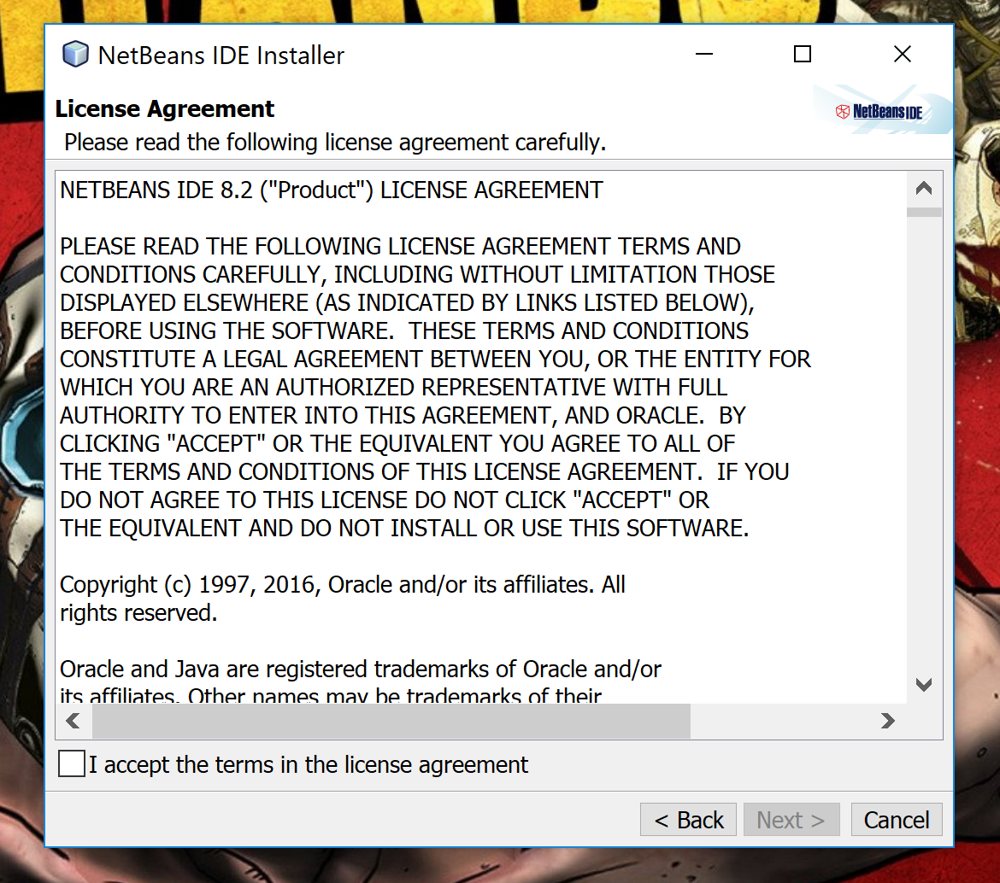 NetBeans IDE Installer
License Agreement
NetBeans IDE
Please read the following license agreement carefully.
NETBEANS IDE 8.2 ("Product") LICENSE AGREEMENT
PLEASE READ THE FOLLOWING LICENSE AGREEMENT TERMS AND
CONDITIONS CAREFULLY, INCLUDING WITHOUT LIMITATION THOSE
DISPLAYED ELSEWHERE (AS INDICATED BY LINKS LISTED BELOW),
BEFORE USING THE SOFTWARE.  THESE TERMS AND CONDITIONS
CONSTITUTE A LEGAL AGREEMENT BETWEEN YOU, OR THE ENTITY FOR
WHICH YOU ARE AN AUTHORIZED REPRESENTATIVE WITH FULL
AUTHORITY TO ENTER INTO THIS AGREEMENT, AND ORACLE.  BY
CLICKING "ACCEPT" OR THE EQUIVALENT YOU AGREE TO ALL OF
THE TERMS AND CONDITIONS OF THIS LICENSE AGREEMENT.  IF YOU
DO NOT AGREE TO THIS LICENSE DO NOT CLICK "ACCEPT" OR
THE EQUIVALENT AND DO NOT INSTALL OR USE THIS SOFTWARE.
Copyright (c) 1997, 2016, Oracle and/or its affiliates. All
rights reserved.
Oracle and Java are registered trademarks of Oracle and/or
its affiliates. Other names may be trademarks of their
I accept the terms in the license agreement
< Back
Next >
Cancel